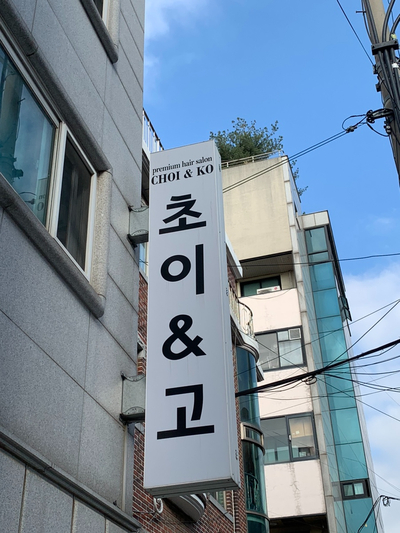 premium hair salon
CHOI & KO
초
이
&
고